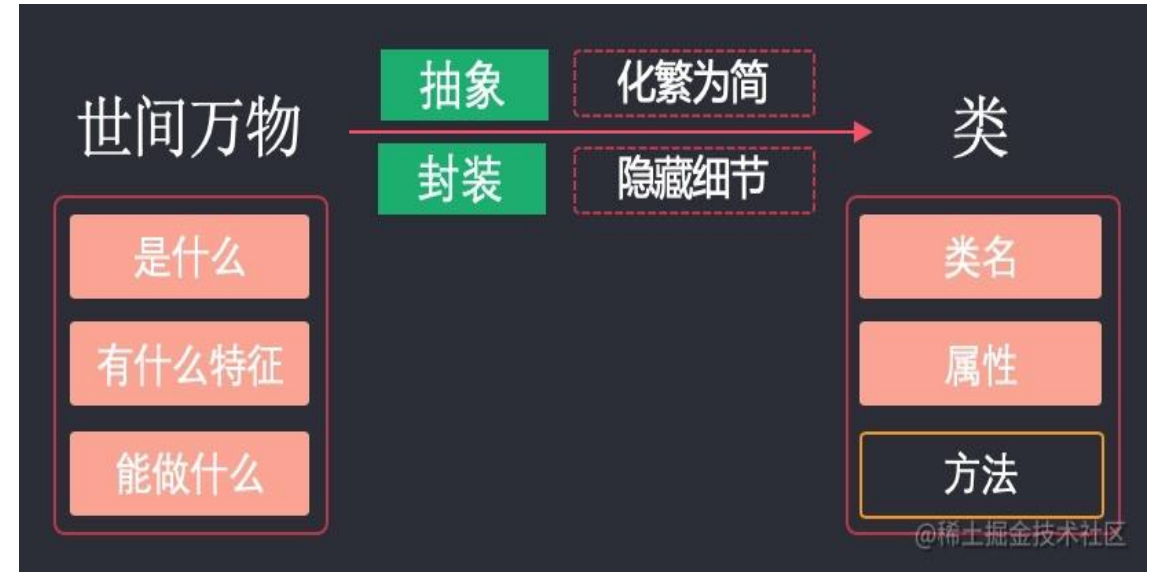 世间万物
抽象
化繁为简
封装
隐藏细节
类
是什么
有什么特征
能做什么
类名
属性
方法
@稀土掘金技术社区